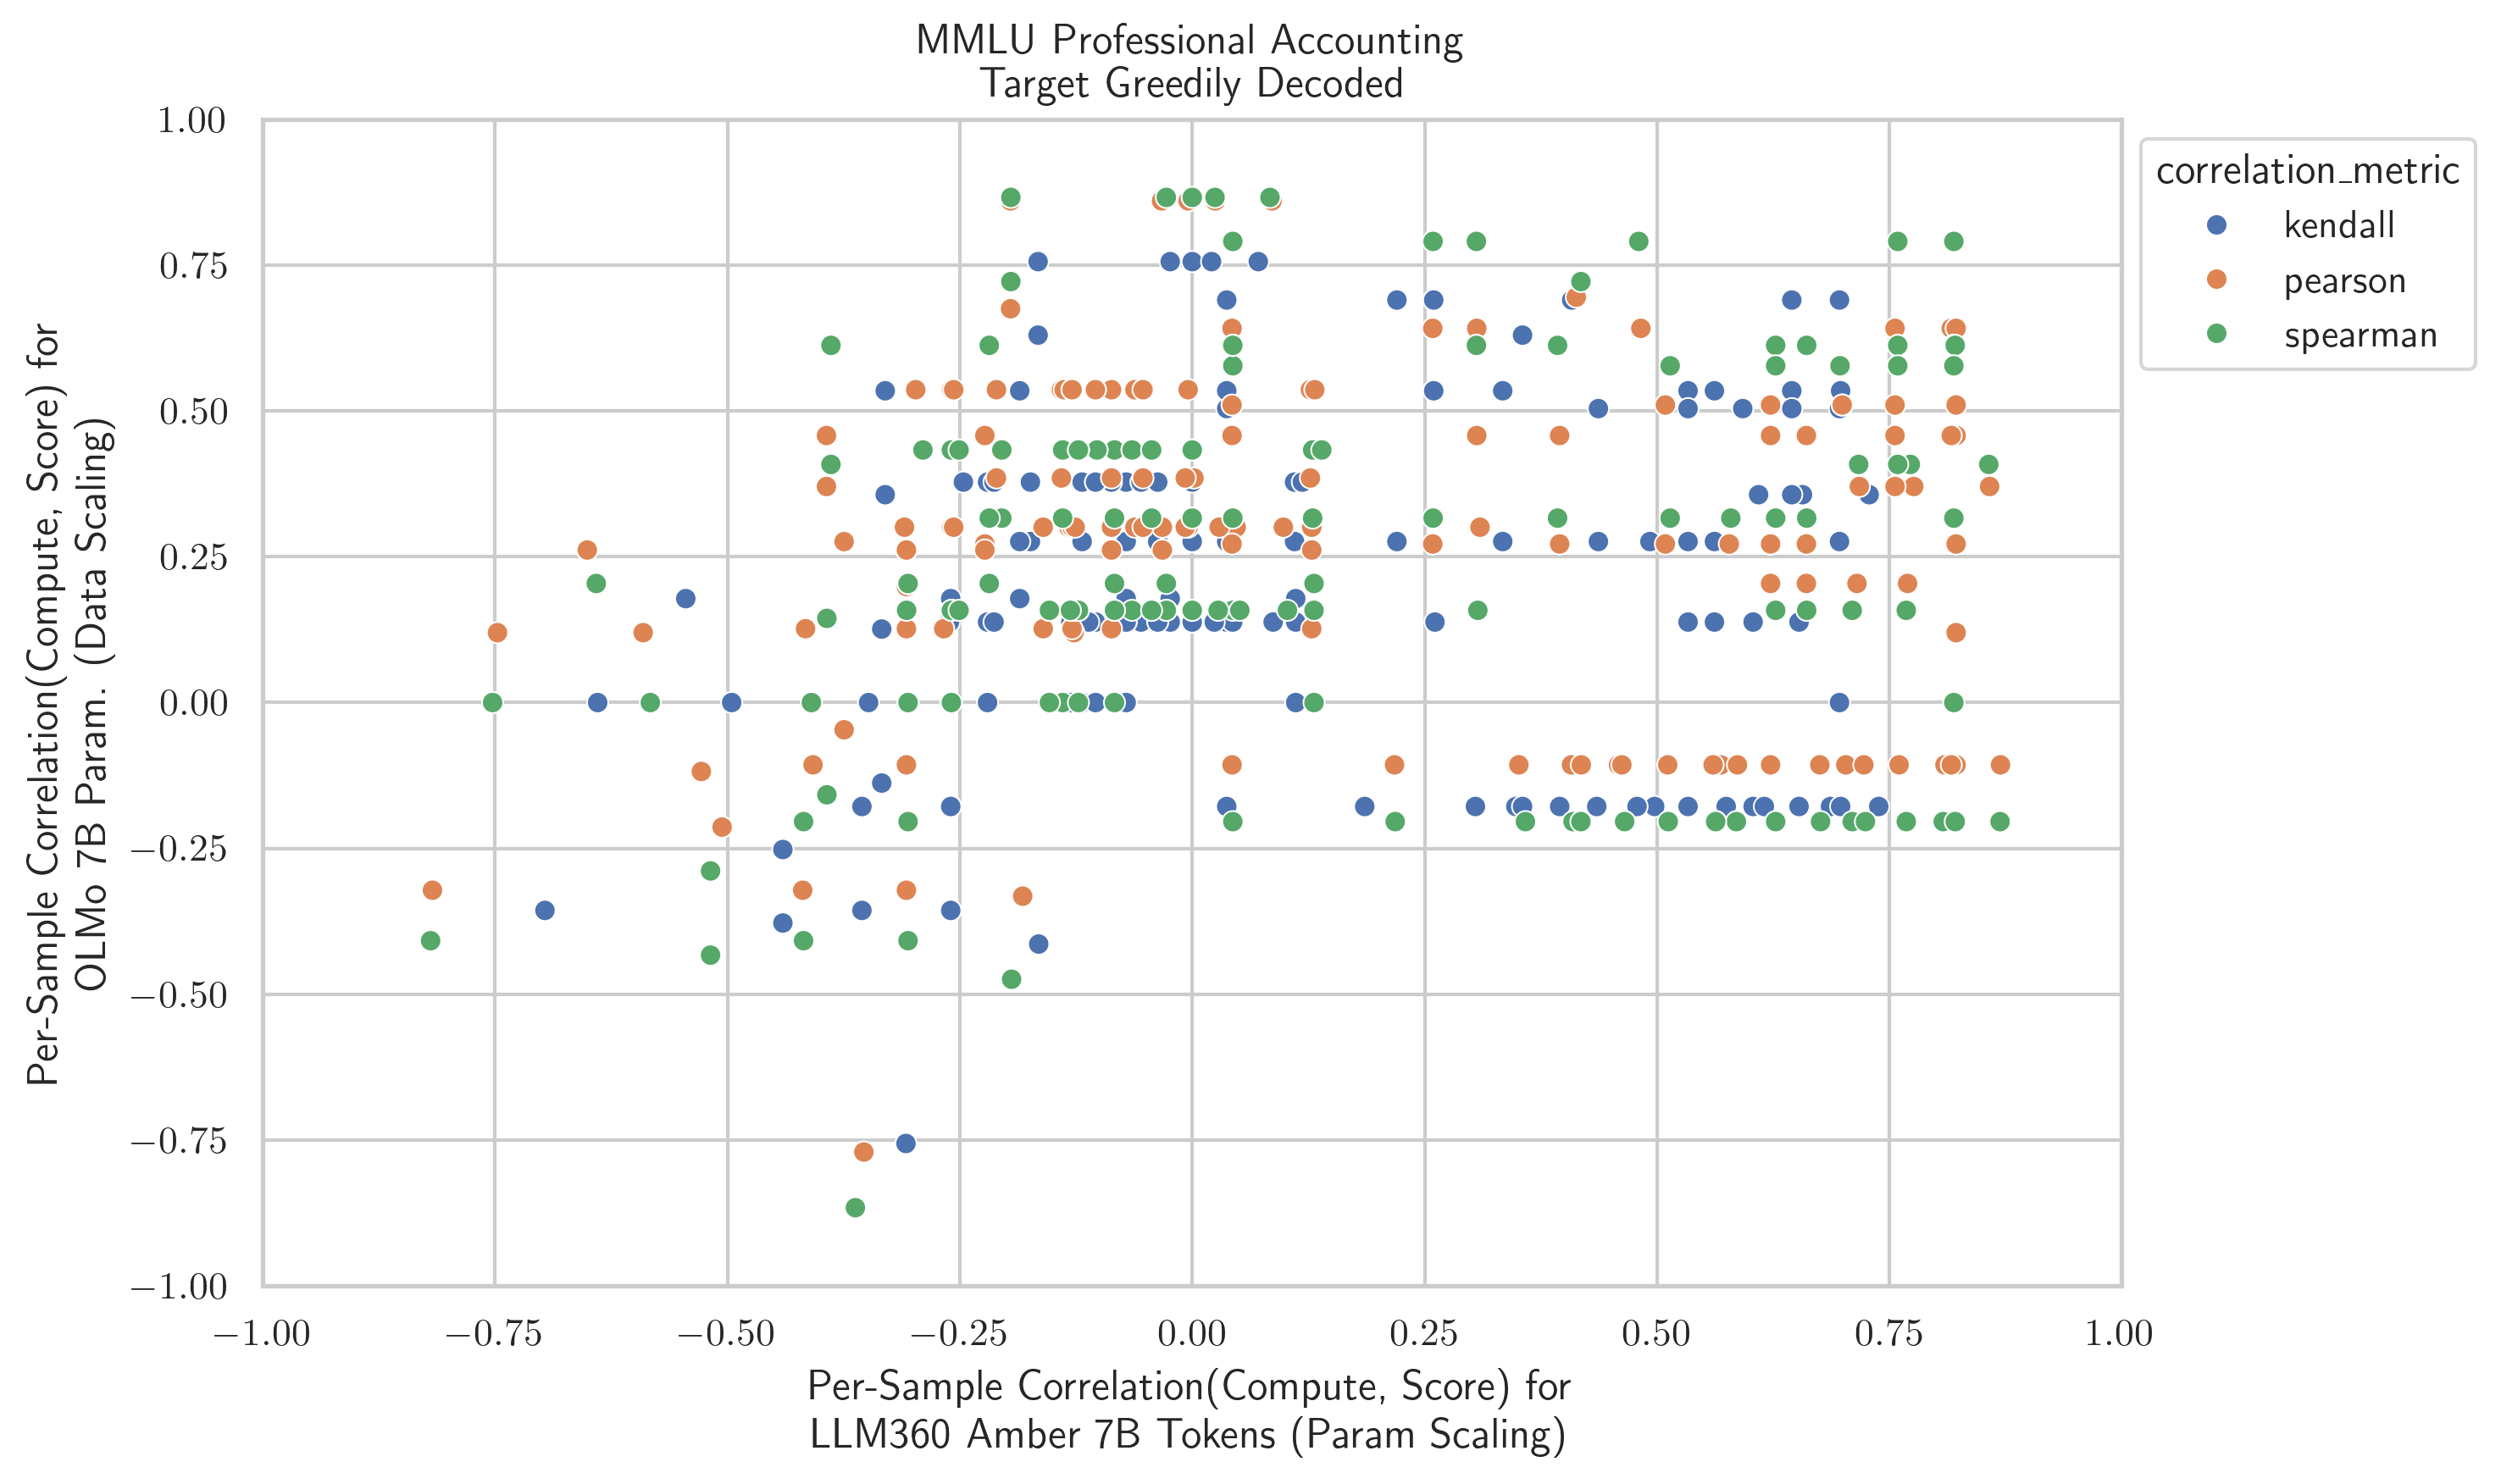 MMLU Professional Accounting
Target Greedily Decoded
Per-Sample Correlation(Compute, Score) for
OLMo 7B Param. (Data Scaling)
1.00
0.75
0.50
0.25
0.00
−0.25
−0.50
−0.75
−1.00
−1.00 −0.75 −0.50 −0.25 0.00 0.25 0.50 0.75 1.00
Per-Sample Correlation(Compute, Score) for
LLM360 Amber 7B Tokens (Param Scaling)
correlation_metric
kendall
pearson
spearman